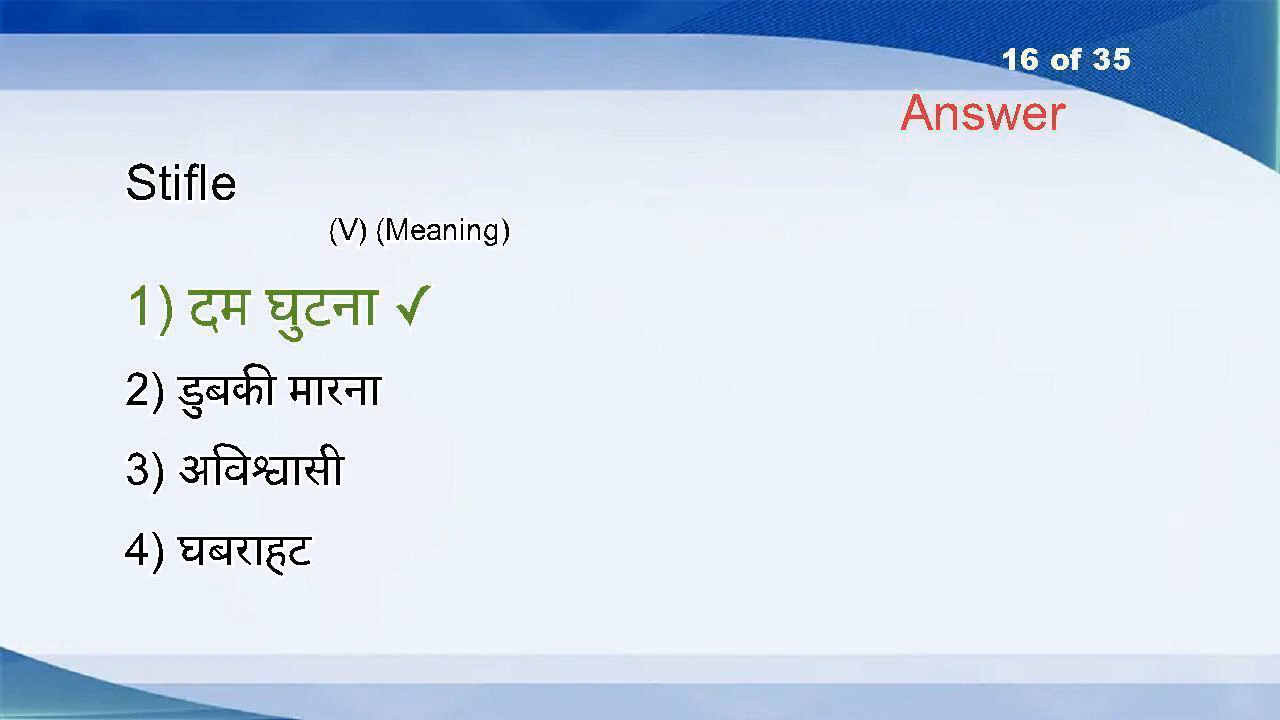 16 of 35
Answer
Stifle
(V) (Meaning)
1) दम घुटना ✓
2) डुबकी मारना
3) अविश्वासी
4) घबराहट